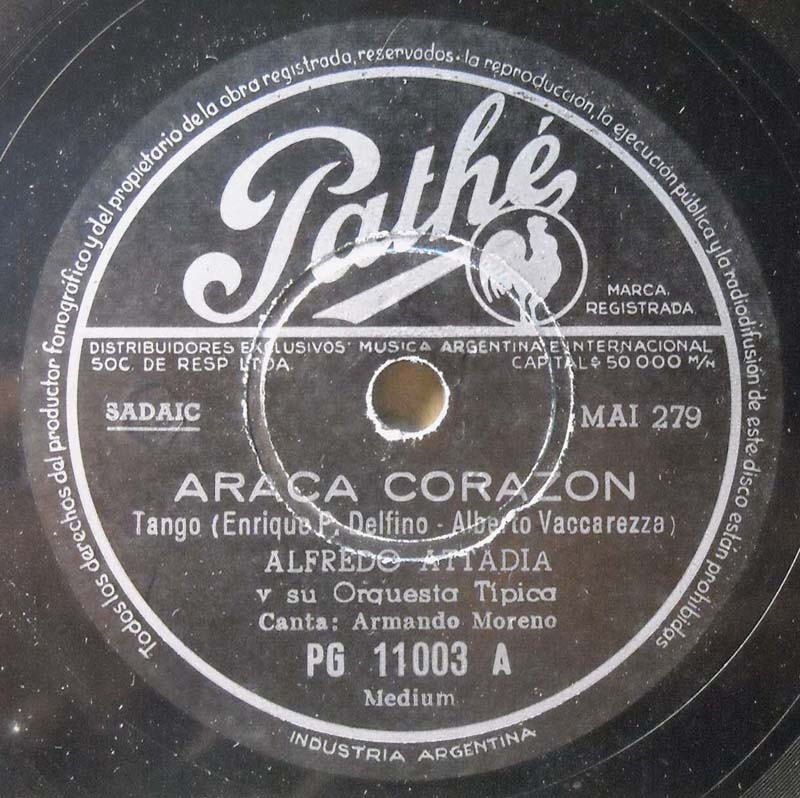 Todos los derechos del productor fonográfico y del propietario de la obra registrada, reservados · la reproducción, la ejecución pública y la radiodifusión de este disco están prohibidas
Pathé
MARCA
REGISTRADA
DISTRIBUIDORES EXCLUSIVOS · MUSICA ARGENTINA E INTERNACIONAL
SOC. DE RESP LTDA. CAPITAL $ 50 000 M/N
SADAIC
MAI 279
ARACA CORAZON
Tango (Enrique P. Delfino - Alberto Vaccarezza)
ALFREDO ATTADIA
y su Orquesta Típica
Canta: Armando Moreno
PG 11003 A
Medium
INDUSTRIA ARGENTINA